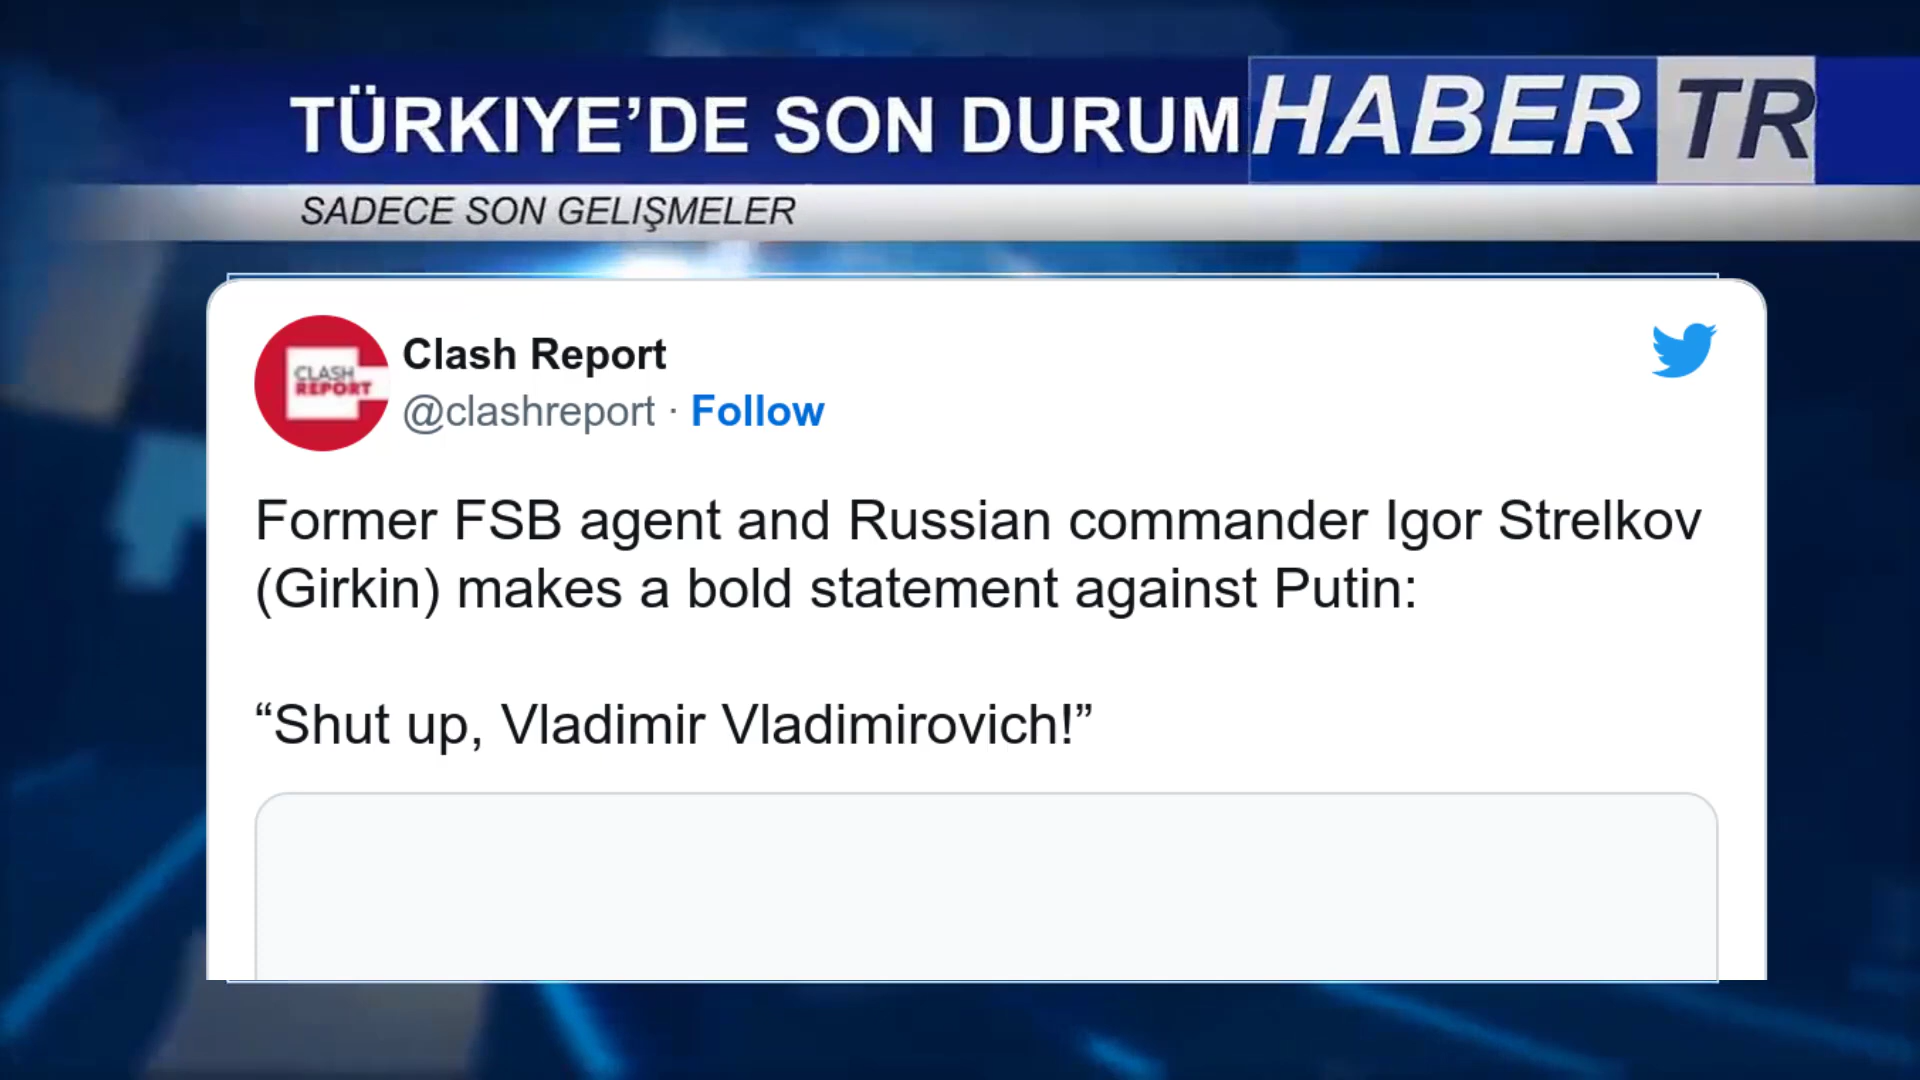 TÜRKIYE’DE SON DURUM
HABER TR
SADECE SON GELIŞMELER
CLASH
REPORT
Clash Report
@clashreport · Follow
Former FSB agent and Russian commander Igor Strelkov
(Girkin) makes a bold statement against Putin:
“Shut up, Vladimir Vladimirovich!”